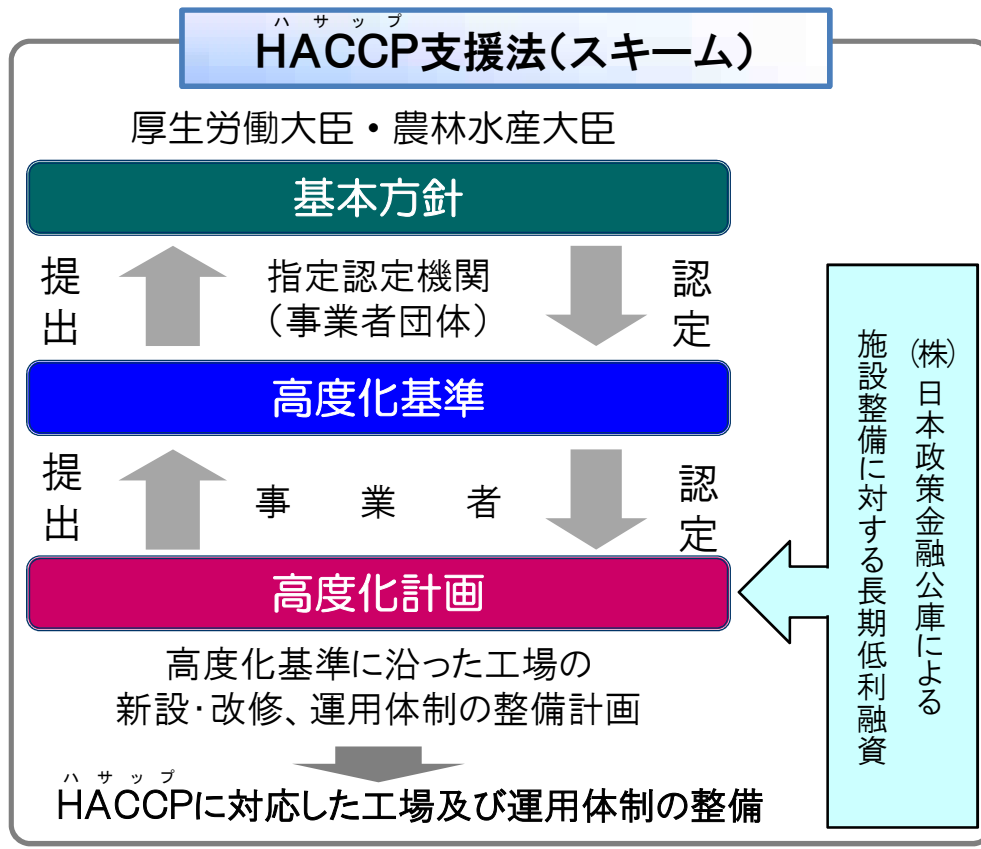 ハサップ
HACCP支援法(スキーム)
厚生労働大臣・農林水産大臣
基本方針
提出
指定認定機関
(事業者団体)
認定
高度化基準
提出
事業者
認定
高度化計画
高度化基準に沿った工場の
新設・改修、運用体制の整備計画
ハサップ
HACCPに対応した工場及び運用体制の整備
(株)日本政策金融公庫による
施設整備に対する長期低利融資